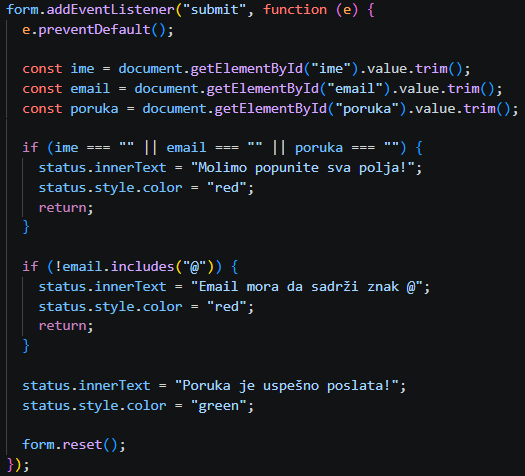 form.addEventListener("submit", function (e) {
e.preventDefault();
const ime = document.getElementById("ime").value.trim();
const email = document.getElementById("email").value.trim();
const poruka = document.getElementById("poruka").value.trim();
if (ime === "" || email === "" || poruka === "") {
status.innerText = "Molimo popunite sva polja!";
status.style.color = "red";
return;
}
if (!email.includes("@")) {
status.innerText = "Email mora da sadrži znak @";
status.style.color = "red";
return;
}
status.innerText = "Poruka je uspešno poslata!";
status.style.color = "green";
form.reset();
});